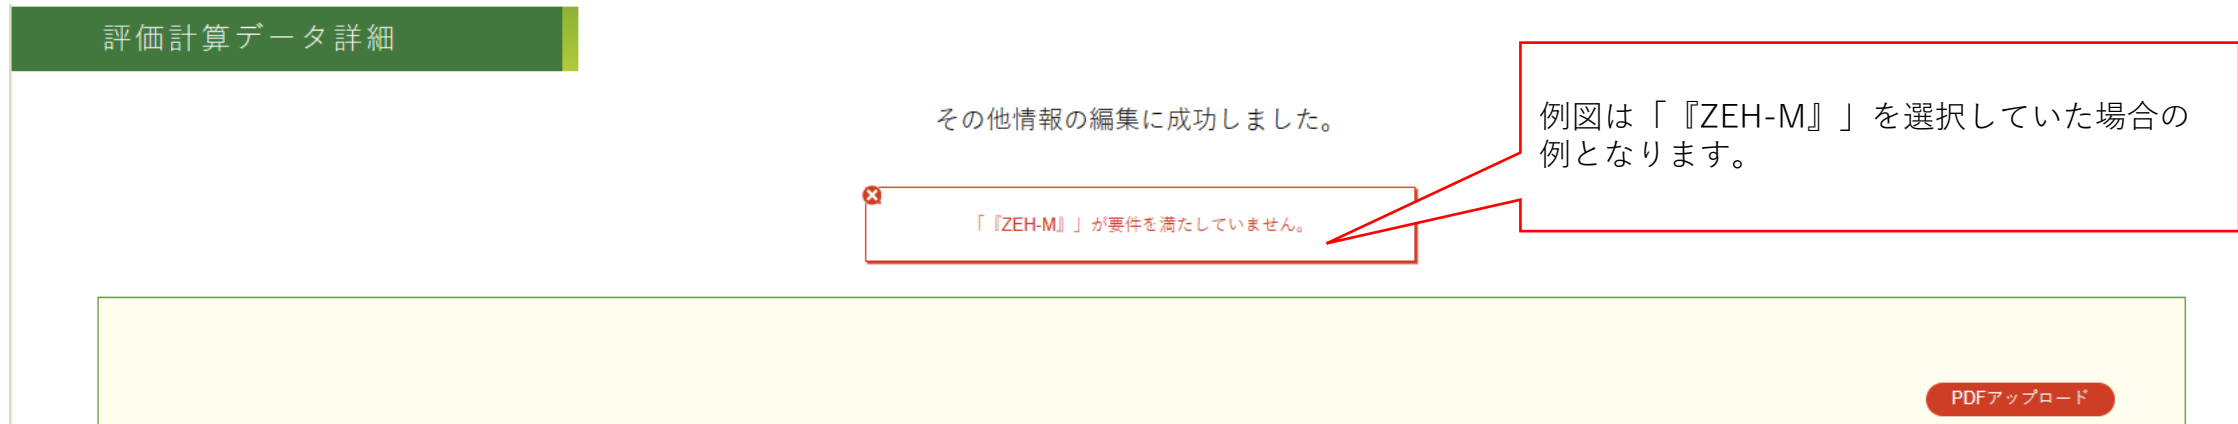 評価計算データ詳細
その他情報の編集に成功しました。
例図は「『ZEH-M』」を選択していた場合の
例となります。
「『ZEH-M』」が要件を満たしていません。
PDFアップロード